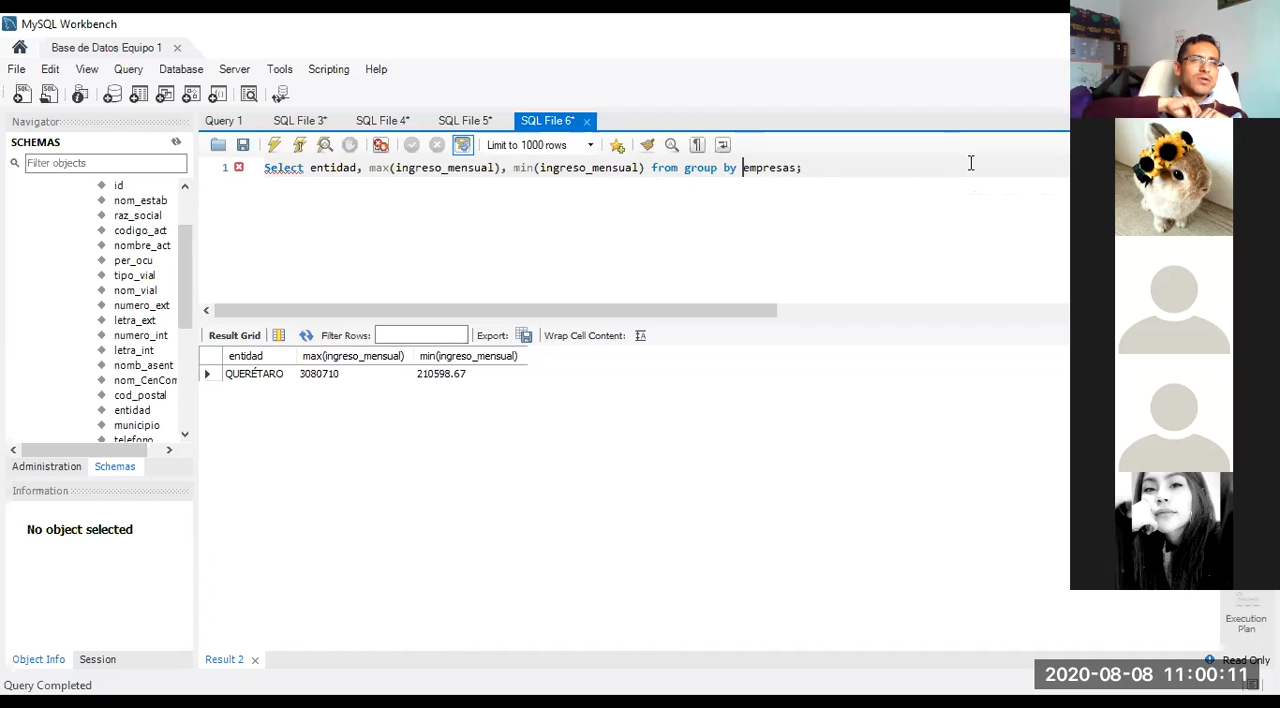 MySQL Workbench
Base de Datos Equipo 1
File Edit View Query Database Server Tools Scripting Help
Navigator
SCHEMAS
Filter objects
id
nom_estab
raz_social
codigo_act
nombre_act
per_ocu
tipo_vial
nom_vial
numero_ext
letra_ext
numero_int
letra_int
nomb_asent
nom_CenCom
cod_postal
entidad
municipio
telefono
Administration Schemas
Information
No object selected
Object Info Session
Query Completed
Query 1 SQL File 3* SQL File 4* SQL File 5* SQL File 6*
Limit to 1000 rows
1 Select entidad, max(ingreso_mensual), min(ingreso_mensual) from group by empresas;
Result Grid Filter Rows: Export: Wrap Cell Content:
entidad max(ingreso_mensual) min(ingreso_mensual)
QUERÉTARO 3080710 210598.67
Result 2
Execution
Plan
Read Only
2020-08-08 11:00:11